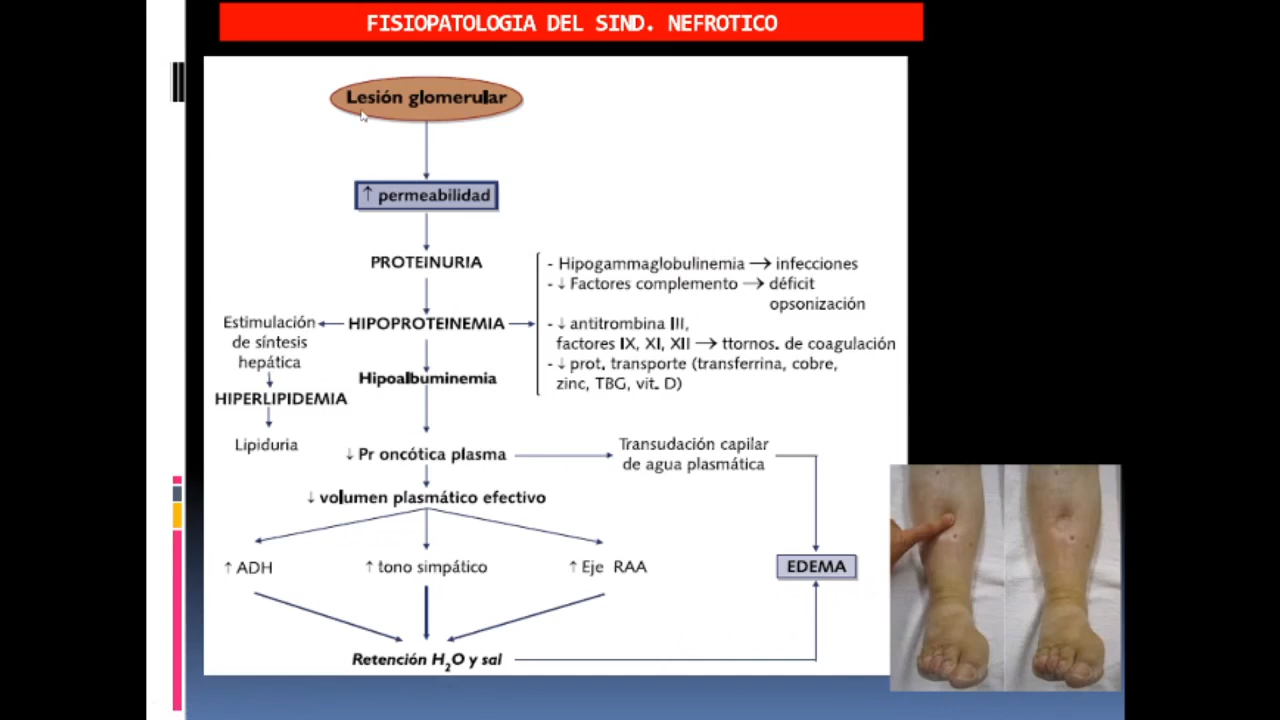 FISIOPATOLOGIA DEL SIND. NEFROTICO
Lesión glomerular
↑ permeabilidad
PROTEINURIA
HIPOPROTEINEMIA
- Hipogammaglobulinemia → infecciones
- ↓ Factores complemento → déficit
opsonización
- ↓ antitrombina III,
factores IX, XI, XII → ttornos. de coagulación
- ↓ prot. transporte (transferrina, cobre,
zinc, TBG, vit. D)
Estimulación
de síntesis
hepática
HIPERLIPIDEMIA
Lipiduria
Hipoalbuminemia
↓ Pr oncótica plasma
Transudación capilar
de agua plasmática
↓ volumen plasmático efectivo
↑ ADH
↑ tono simpático
↑ Eje RAA
EDEMA
Retención H₂O y sal